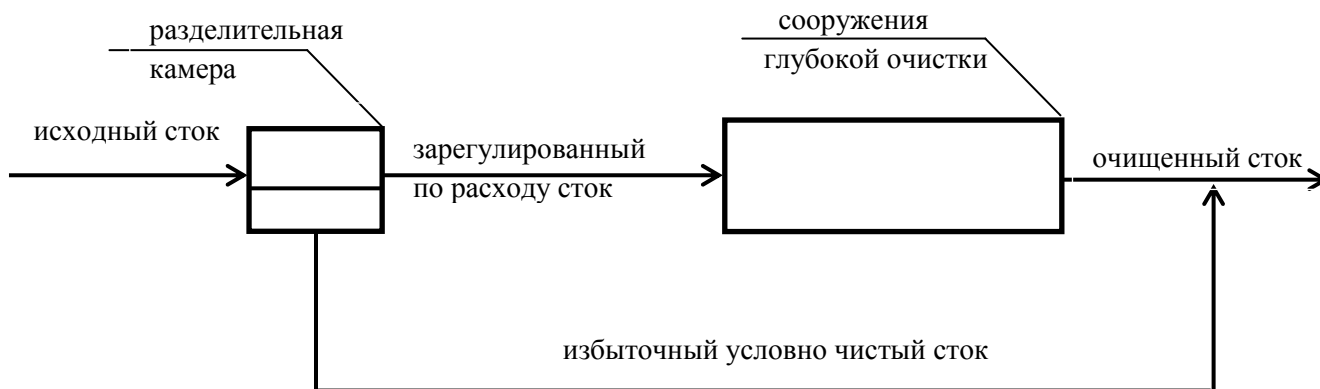 разделительная
камера
сооружения
глубокой очистки
исходный сток
зарегулированный
по расходу сток
очищенный сток
избыточный условно чистый сток